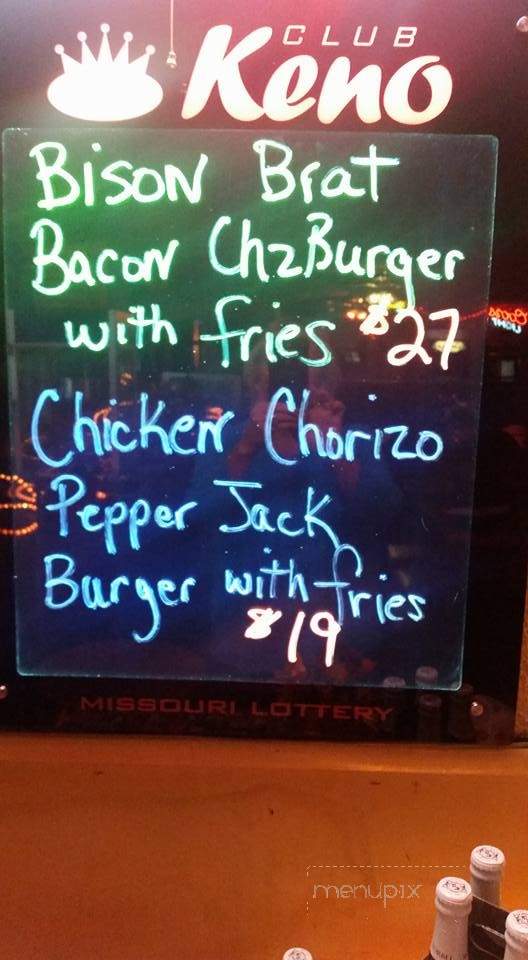 CLUB
Keno
Bison Brat
Bacon ChzBurger
with fries $27
Chicken Chorizo
Pepper Jack
Burger with fries
$19
MISSOURI LOTTERY
menupix